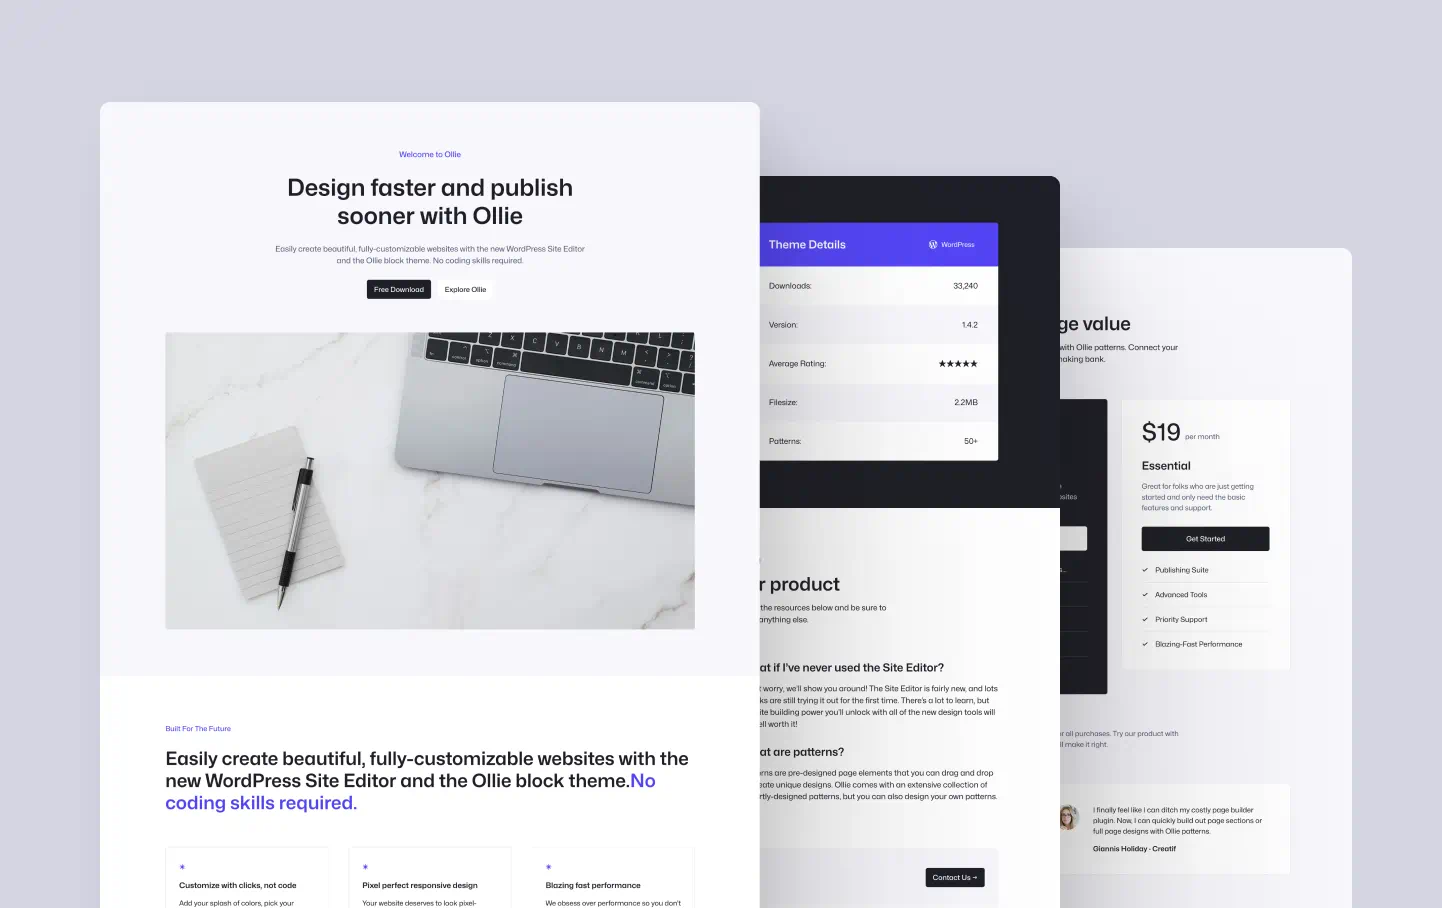 Welcome to Ollie
Design faster and publish
sooner with Ollie
Easily create beautiful, fully-customizable websites with the new WordPress Site Editor
and the Ollie block theme. No coding skills required.
Free Download
Explore Ollie
Built For The Future
Easily create beautiful, fully-customizable websites with the
new WordPress Site Editor and the Ollie block theme.No
coding skills required.
Customize with clicks, not code
Add your splash of colors, pick your
Pixel perfect responsive design
Your website deserves to look pixel-
Blazing fast performance
We obsess over performance so you don't
Theme Details
WordPress
Downloads: 33,240
Version: 1.4.2
Average Rating: ★★★★★
Filesize: 2.2MB
Patterns: 50+
r product
the resources below and be sure to
anything else.
at if I've never used the Site Editor?
t worry, we'll show you around! The Site Editor is fairly new, and lots
ks are still trying it out for the first time. There's a lot to learn, but
ite building power you'll unlock with all of the new design tools will
ell worth it!
at are patterns?
rns are pre-designed page elements that you can drag and drop
eate unique designs. Ollie comes with an extensive collection of
rtly-designed patterns, but you can also design your own patterns.
Contact Us →
ge value
with Ollie patterns. Connect your
making bank.
$19 per month
Essential
Great for folks who are just getting
started and only need the basic
features and support.
Get Started
Publishing Suite
Advanced Tools
Priority Support
Blazing-Fast Performance
r all purchases. Try our product with
ll make it right.
I finally feel like I can ditch my costly page builder
plugin. Now, I can quickly build out page sections or
full page designs with Ollie patterns.
Giannis Holiday - Creatif